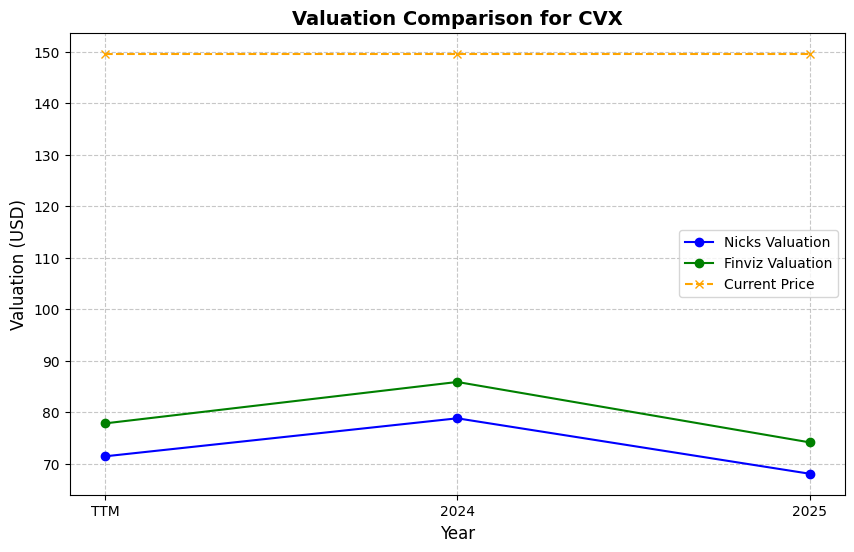 Valuation Comparison for CVX
150
140
130
120
110
100
90
80
70
Valuation (USD)
Nicks Valuation
Finviz Valuation
Current Price
TTM
2024
2025
Year